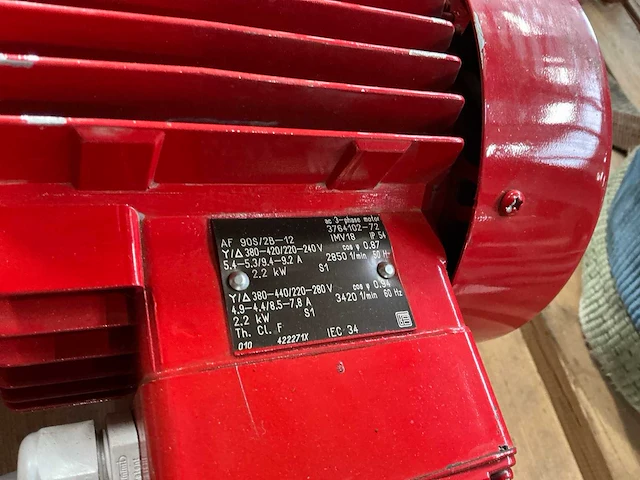 ac 3-phase motor
AF 90S/2B-12 3764102-72
IMV18 IP 54
Y/Δ 380-420/220-240 V cos φ 0.87
5.4-5.3/9.4-9.2 A 2850 1/min 50 Hz
2.2 kW S1
Y/Δ 380-440/220-280 V cos φ 0.94
4.9-4.4/8.5-7,8 A 3420 1/min 60 Hz
2.2 kW S1
Th. Cl. F
010 422271X IEC 34